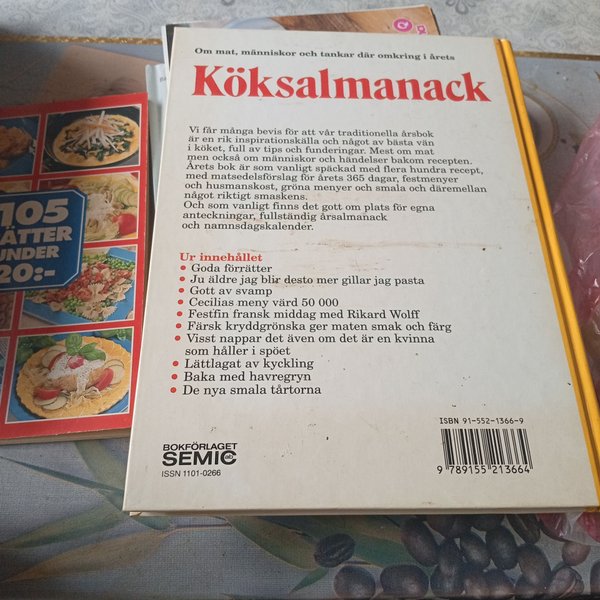 Om mat, människor och tankar där omkring i årets
Köksalmanack
Vi får många bevis för att vår traditionella årsbok
är en rik inspirationskälla och något av bästa vän
i köket, full av tips och funderingar. Mest om mat
men också om människor och händelser bakom recepten.
Årets bok är som vanligt späckad med flera hundra recept,
med matsedelsförslag för årets 365 dagar, festmenyer
och husmanskost, gröna menyer och smala och däremellan
något riktigt smaskens.
Och som vanligt finns det gott om plats för egna
anteckningar, fullständig årsalmanack
och namnsdagskalender.
Ur innehållet
• Goda förrätter
• Ju äldre jag blir desto mer gillar jag pasta
• Gott av svamp
• Cecilias meny värd 50 000
• Festfin fransk middag med Rikard Wolff
• Färsk kryddgrönska ger maten smak och färg
• Visst nappar det även om det är en kvinna
som håller i spöet
• Lättlagat av kyckling
• Baka med havregryn
• De nya smala tårtorna
BOKFÖRLAGET
SEMIC ab
ISSN 1101-0266
ISBN 91-552-1366-9
9 789155 213664
105
ÄTTER
UNDER
20:-